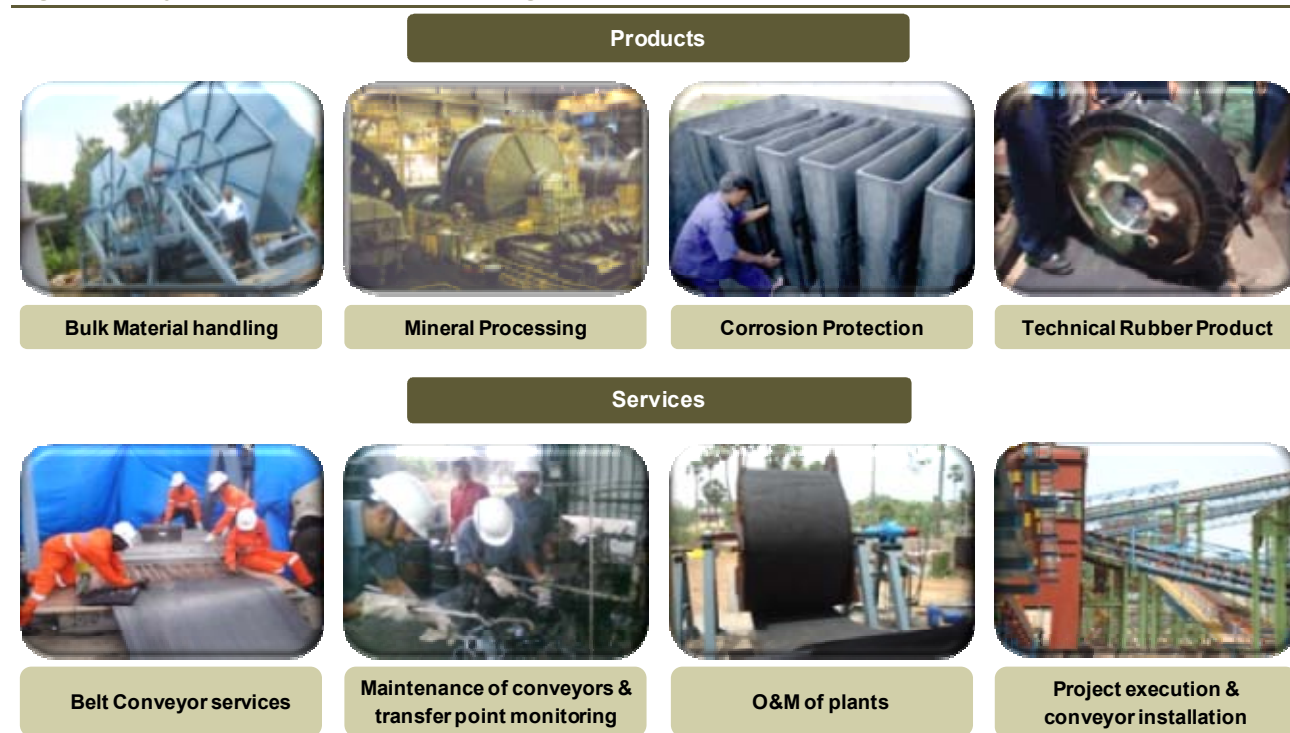 Products
Bulk Material handling
Mineral Processing
Corrosion Protection
Technical Rubber Product
Services
Belt Conveyor services
Maintenance of conveyors &
transfer point monitoring
O&M of plants
Project execution &
conveyor installation